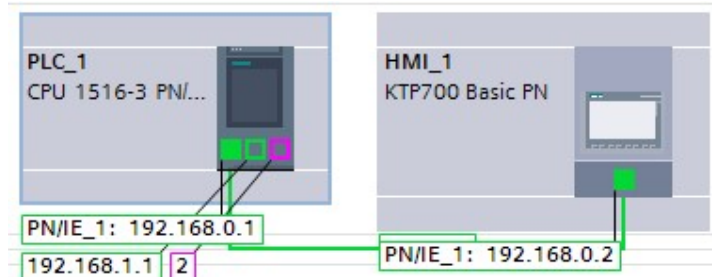 PLC_1
CPU 1516-3 PN/...
HMI_1
KTP700 Basic PN
PN/IE_1: 192.168.0.1
PN/IE_1: 192.168.0.2
192.168.1.1
2